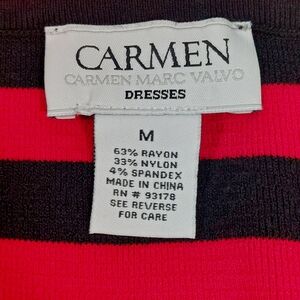 CARMEN
CARMEN MARC VALVO
DRESSES
M
63% RAYON
33% NYLON
4% SPANDEX
MADE IN CHINA
RN # 93178
SEE REVERSE
FOR CARE